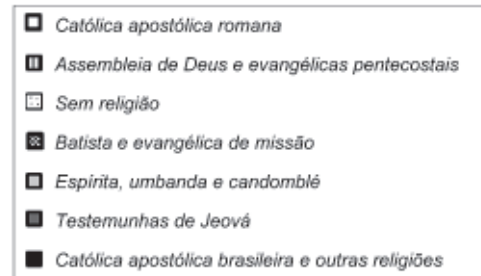 Católica apostólica romana
Assembleia de Deus e evangélicas pentecostais
Sem religião
Batista e evangélica de missão
Espírita, umbanda e candomblé
Testemunhas de Jeová
Católica apostólica brasileira e outras religiões